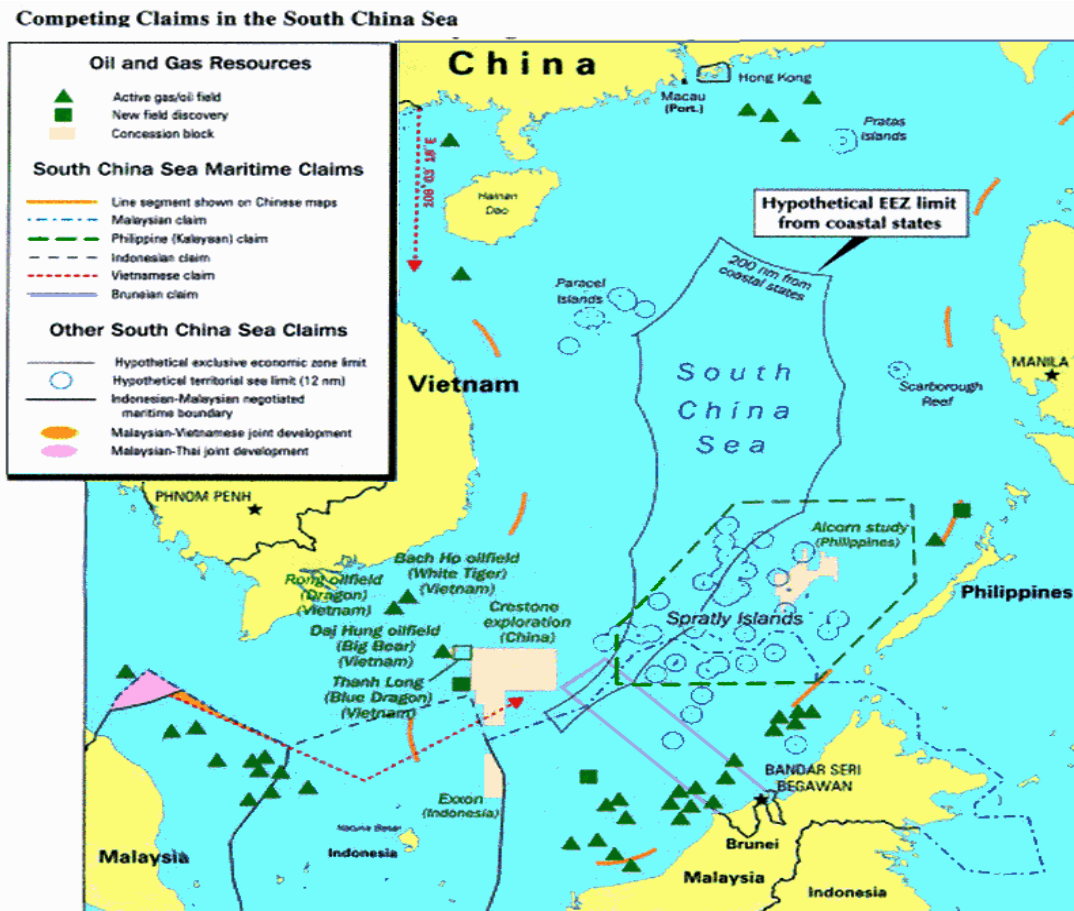 Competing Claims in the South China Sea
Oil and Gas Resources
Active gas/oil field
New field discovery
Concession block
South China Sea Maritime Claims
Line segment shown on Chinese maps
Malaysian claim
Philippine (Kalayaan) claim
Indonesian claim
Vietnamese claim
Bruneian claim
Other South China Sea Claims
Hypothetical exclusive economic zone limit
Hypothetical territorial sea limit (12 nm)
Indonesian-Malaysian negotiated
maritime boundary
Malaysian-Vietnamese joint development
Malaysian-Thai joint development
China
Hong Kong
Macau
(Port.)
Pratas
Islands
Hainan
Dao
Hypothetical EEZ limit
from coastal states
200 nm from
coastal states
Paracel
Islands
South
China
Sea
Vietnam
MANILA
Scarborough
Reef
PHNOM PENH
Alcorn study
(Philippines)
Bach Ho oilfield
(White Tiger)
(Vietnam)
Rong oilfield
(Dragon)
(Vietnam)
Crestone
exploration
(China)
Philippines
Spratly Islands
Dai Hung oilfield
(Big Bear)
(Vietnam)
Thanh Long
(Blue Dragon)
(Vietnam)
Exxon
(Indonesia)
BANDAR SERI
BEGAWAN
Natuna Besar
Indonesia
Malaysia
Brunei
Malaysia
Indonesia